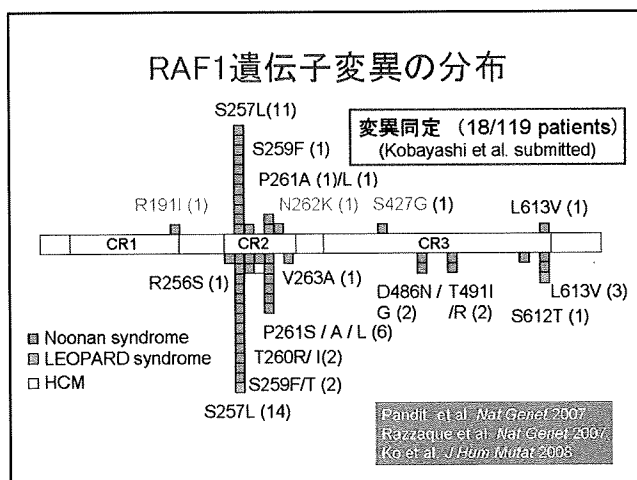 RAF1遺伝子変異の分布
S257L(11)
変異同定 （18/119 patients)
(Kobayashi et al. submitted)
S259F (1)
P261A (1)/L (1)
R191I (1)
N262K (1)
S427G (1)
L613V (1)
CR1
CR2
CR3
R256S (1)
V263A (1)
D486N /
G (2)
T491I
/R (2)
L613V (3)
S612T (1)
P261S / A / L (6)
T260R/ I(2)
S259F/T (2)
S257L (14)
Noonan syndrome
LEOPARD syndrome
HCM
Pandit et al. Nat Genet 2007
Razzaque et al. Nat Genet 2007
Ko et al. J Hum Mutat 2008